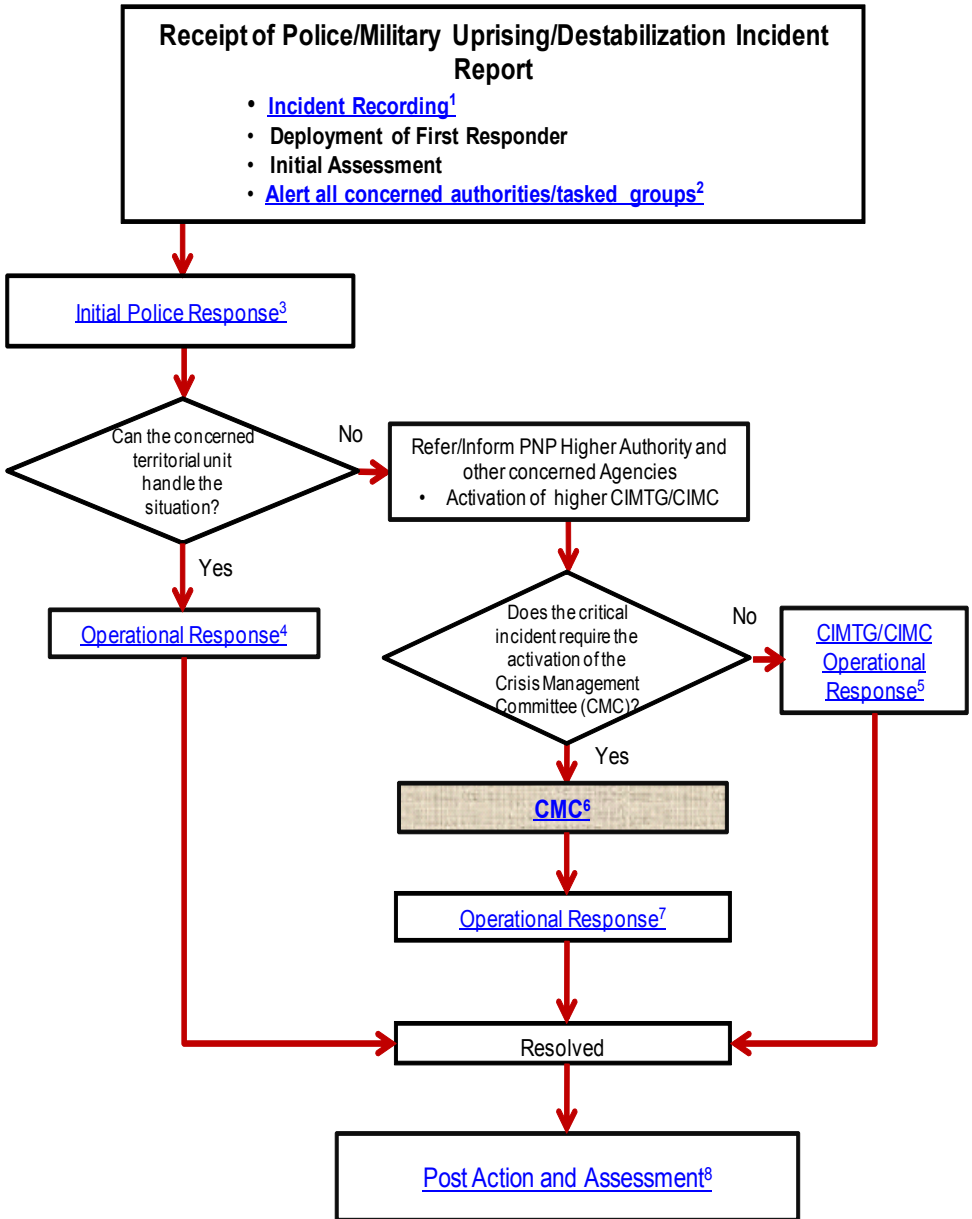 Receipt of Police/Military Uprising/Destabilization Incident
Report
• Incident Recording¹
• Deployment of First Responder
• Initial Assessment
• Alert all concerned authorities/tasked groups²
Initial Police Response³
Can the concerned
territorial unit
handle the
situation?
No
Refer/Inform PNP Higher Authority and
other concerned Agencies
• Activation of higher CIMTG/CIMC
Yes
Operational Response⁴
Does the critical
incident require the
activation of the
Crisis Management
Committee (CMC)?
No
CIMTG/CIMC
Operational
Response⁵
Yes
CMC⁶
Operational Response⁷
Resolved
Post Action and Assessment⁸